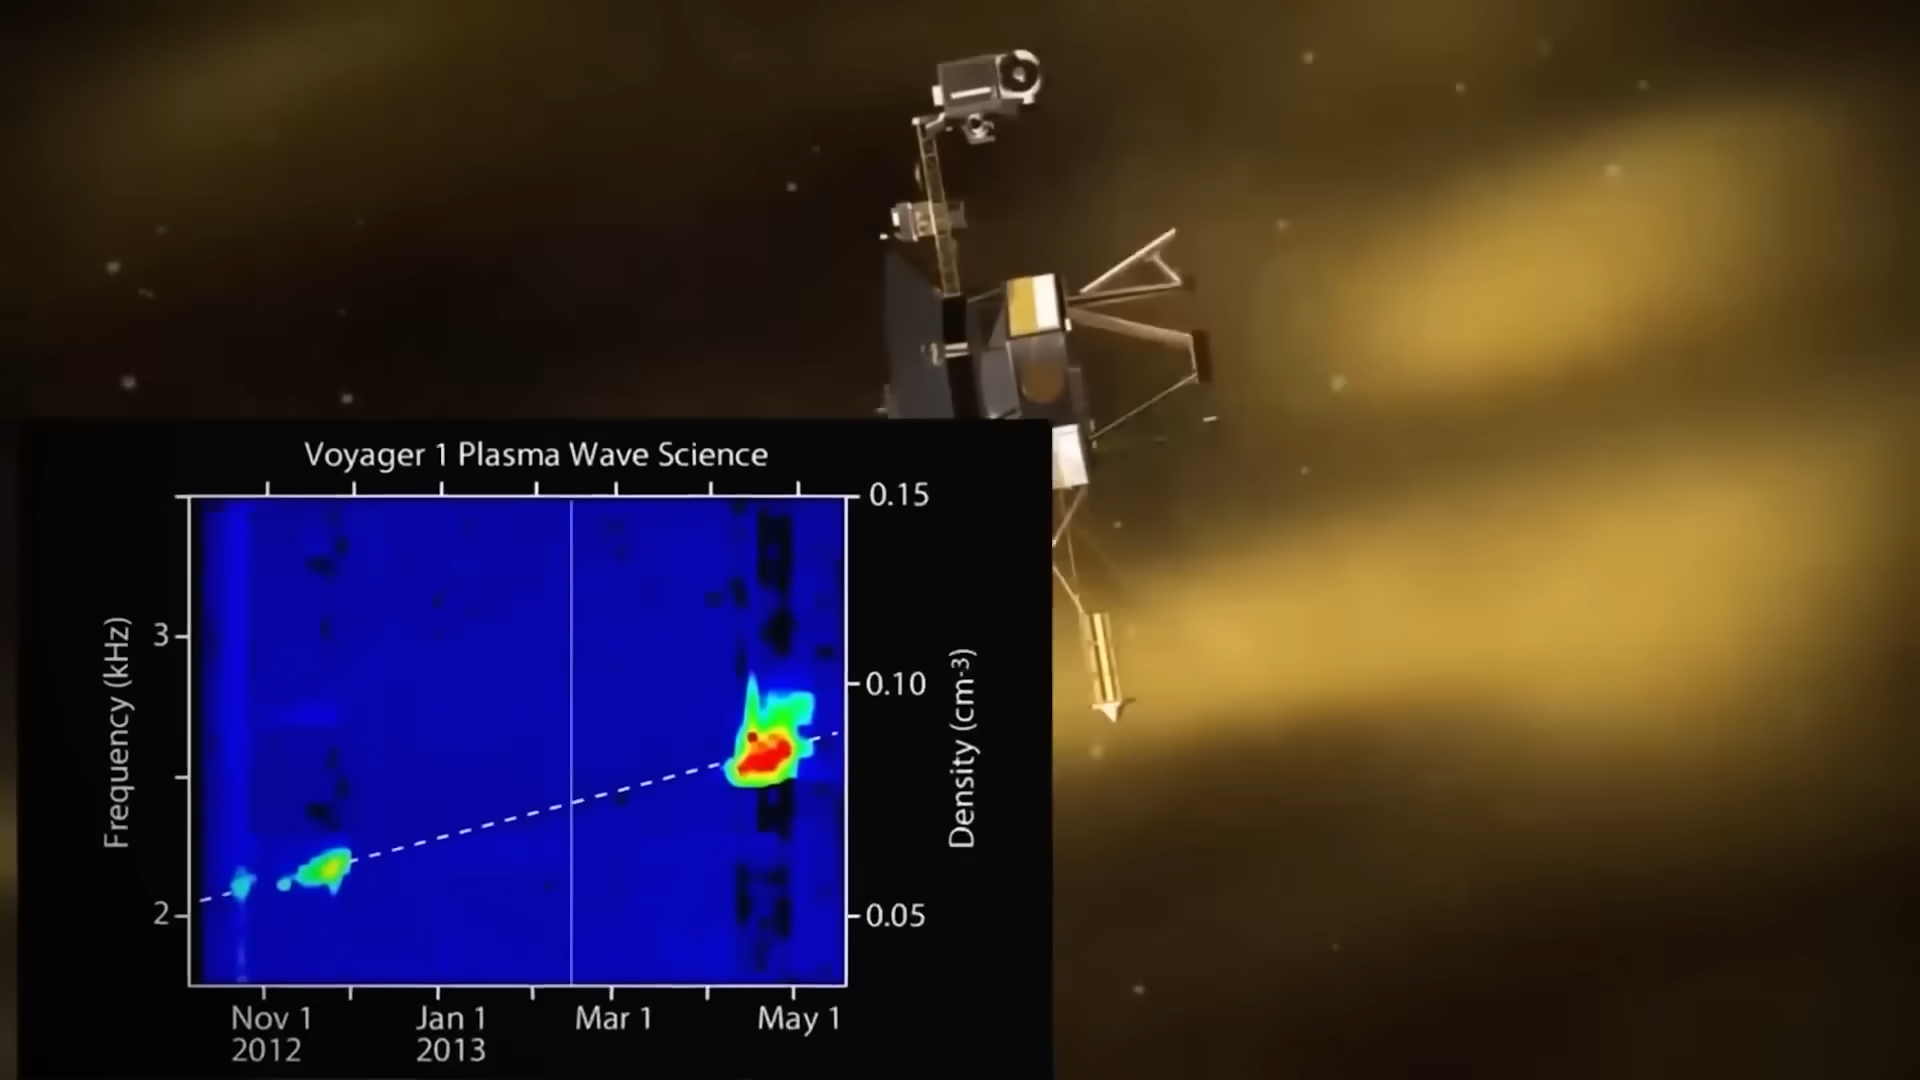 Voyager 1 Plasma Wave Science
0.15
3
0.10
Frequency (kHz)
Density (cm-3)
2
0.05
Nov 1
2012
Jan 1
2013
Mar 1
May 1